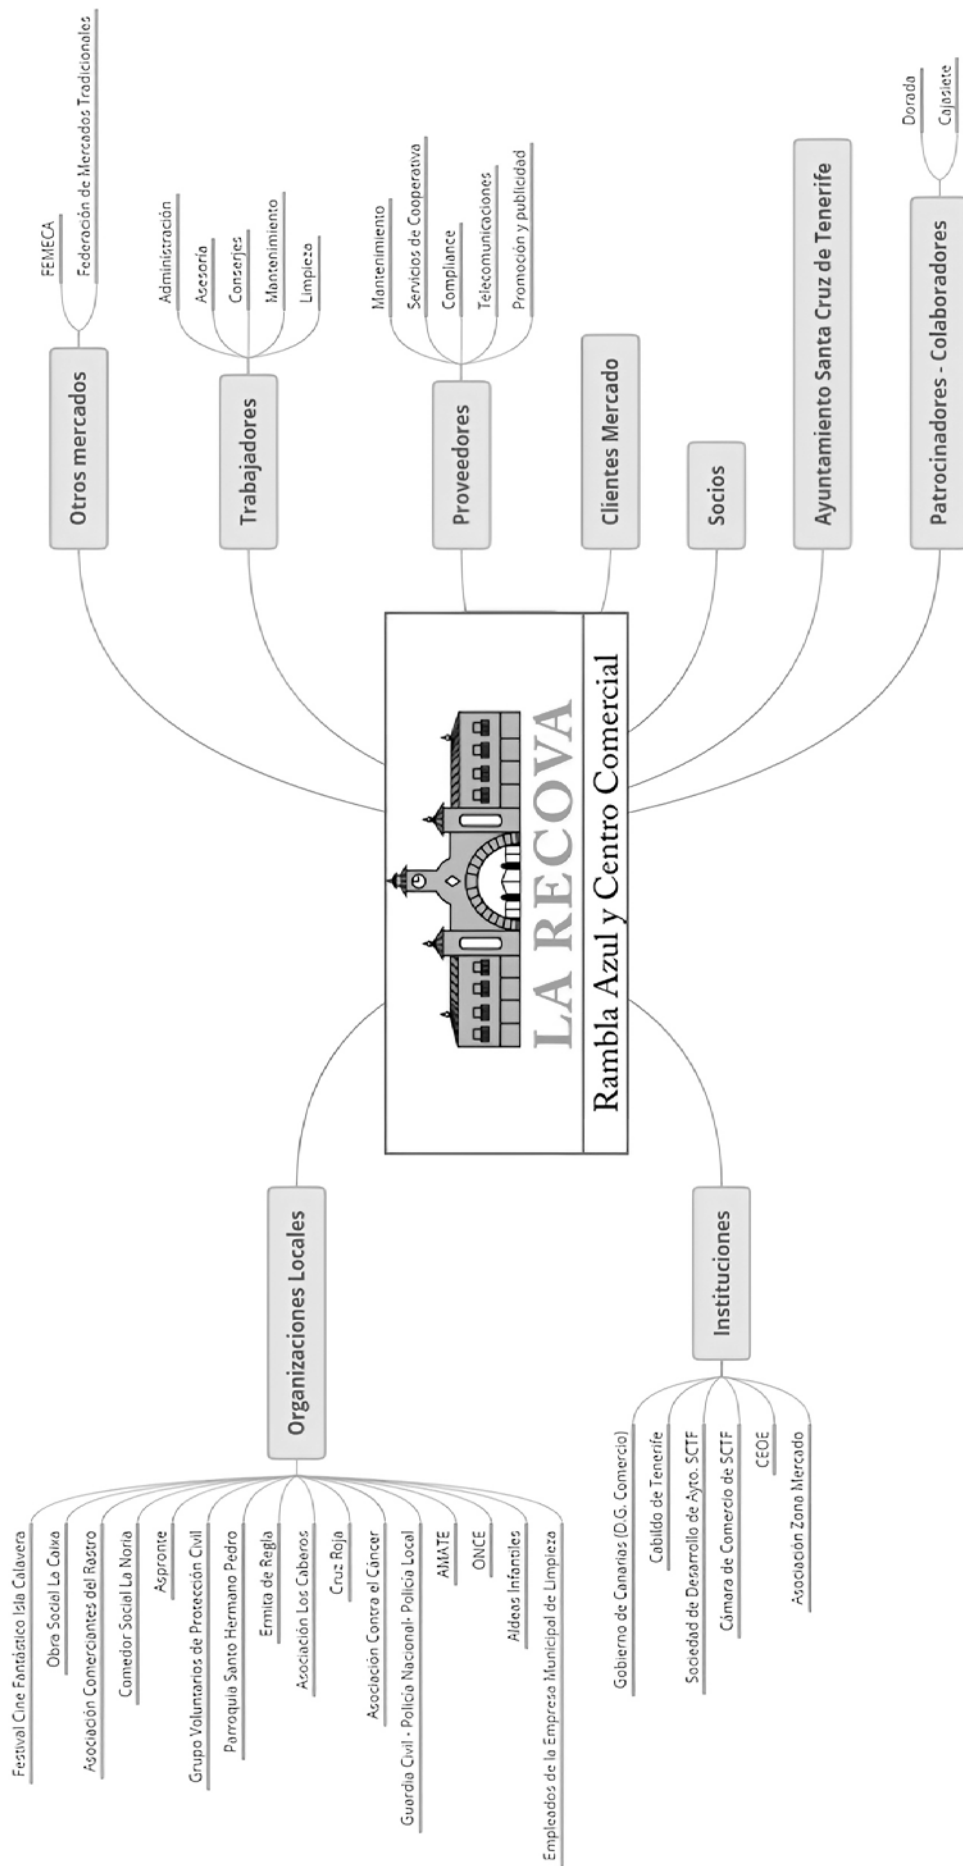 Festival Cine Fantástico Isla Calavera
Obra Social La Caixa
Asociación Comerciantes del Rastro
Comedor Social La Noria
Aspronte
Grupo Voluntarios de Protección Civil
Parroquia Santo Hermano Pedro
Ermita de Regla
Asociación Los Caberos
Cruz Roja
Asociación Contra el Cáncer
Guardia Civil - Policía Nacional- Policía Local
AMATE
ONCE
Aldeas Infantiles
Empleados de la Empresa Municipal de Limpieza
Organizaciones Locales
Gobierno de Canarias (D.G. Comercio)
Cabildo de Tenerife
Sociedad de Desarrollo de Ayto. SCTF
Cámara de Comercio de SCTF
CEOE
Asociación Zona Mercado
Instituciones
LA RECOVA
Rambla Azul y Centro Comercial
Otros mercados
FEMECA
Federación de Mercados Tradicionales
Trabajadores
Administración
Asesoría
Conserjes
Mantenimiento
Limpieza
Proveedores
Mantenimiento
Servicios de Cooperativa
Compliance
Telecomunicaciones
Promoción y publicidad
Clientes Mercado
Socios
Ayuntamiento Santa Cruz de Tenerife
Patrocinadores - Colaboradores
Dorada
Cajasiete